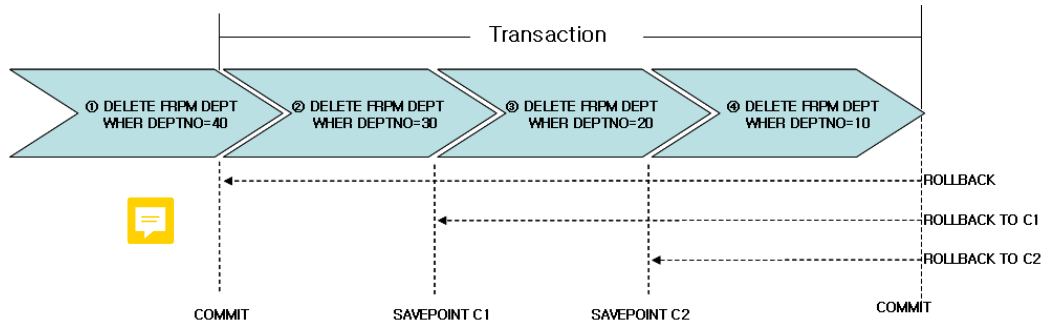 Transaction
① DELETE FRPM DEPT
WHER DEPTNO=40
② DELETE FRPM DEPT
WHER DEPTNO=30
③ DELETE FRPM DEPT
WHER DEPTNO=20
④ DELETE FRPM DEPT
WHER DEPTNO=10
ROLLBACK
ROLLBACK TO C1
ROLLBACK TO C2
COMMIT
SAVEPOINT C1
SAVEPOINT C2
COMMIT